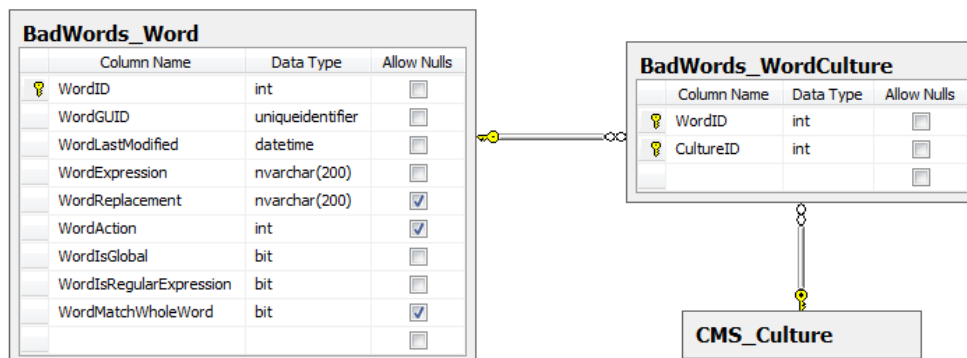 BadWords_Word
Column Name Data Type Allow Nulls
WordID int
WordGUID uniqueidentifier
WordLastModified datetime
WordExpression nvarchar(200)
WordReplacement nvarchar(200)
WordAction int
WordIsGlobal bit
WordIsRegularExpression bit
WordMatchWholeWord bit
BadWords_WordCulture
Column Name Data Type Allow Nulls
WordID int
CultureID int
CMS_Culture